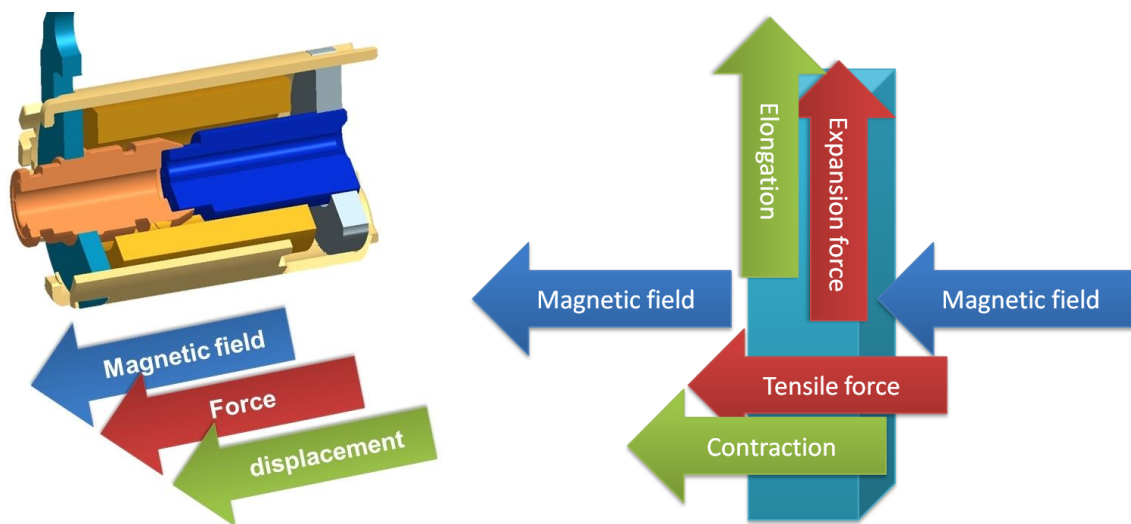 Magnetic field
Force
displacement
Elongation
Expansion force
Magnetic field
Magnetic field
Tensile force
Contraction